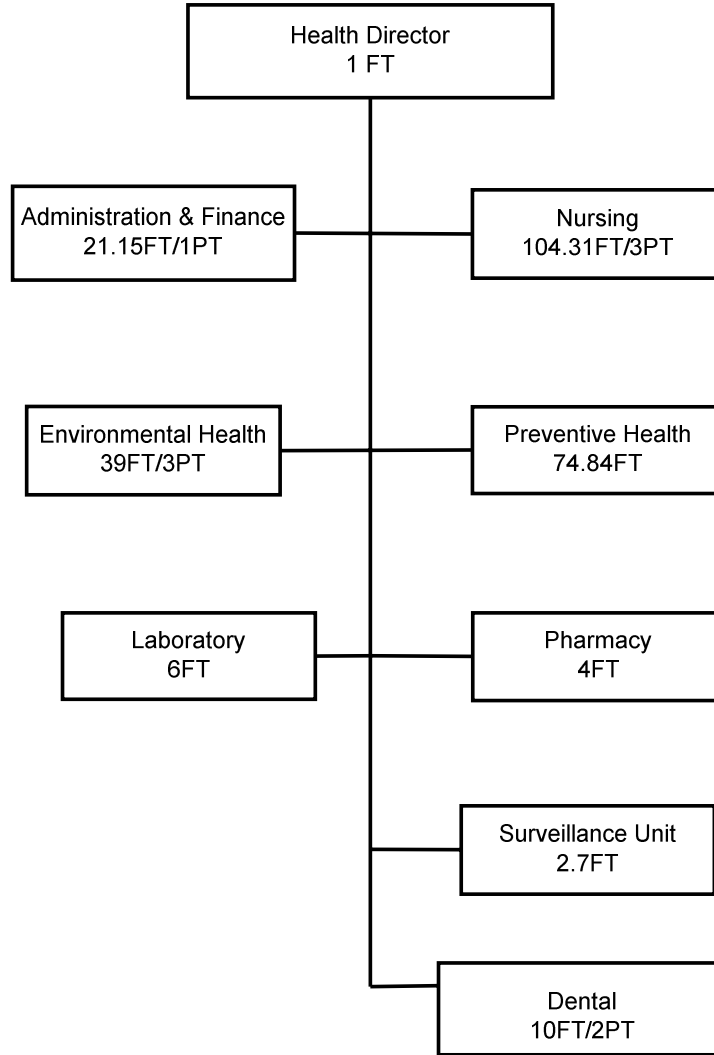 Health Director
1 FT
Administration & Finance
21.15FT/1PT
Nursing
104.31FT/3PT
Environmental Health
39FT/3PT
Preventive Health
74.84FT
Laboratory
6FT
Pharmacy
4FT
Surveillance Unit
2.7FT
Dental
10FT/2PT